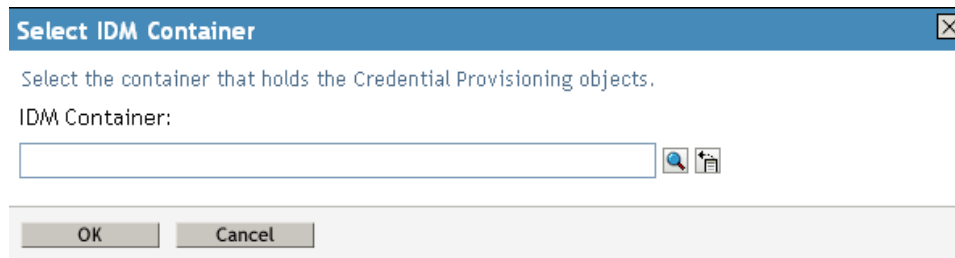 Select IDM Container
Select the container that holds the Credential Provisioning objects.
IDM Container:
OK Cancel